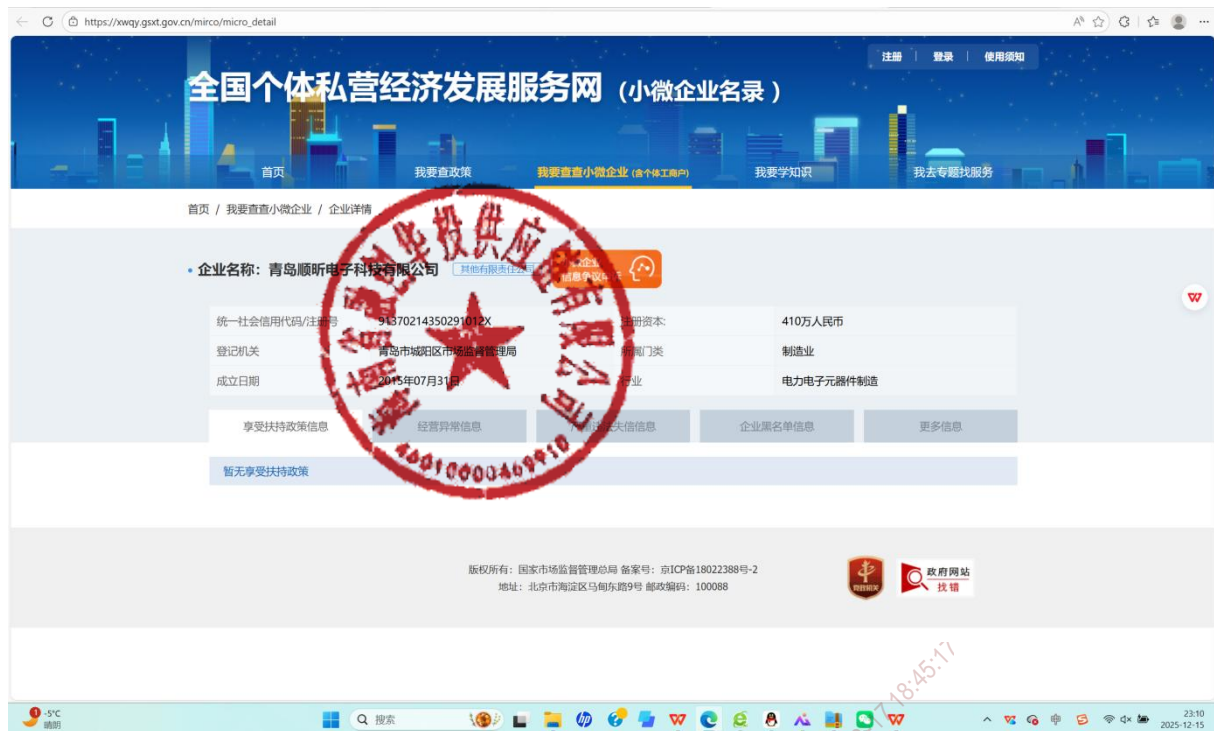 https://xwqy.gsxt.gov.cn/mirco/micro_detail
注册 | 登录 | 使用须知
全国个体私营经济发展服务网（小微企业名录）
首页 我要查政策 我要查查小微企业 (含个体工商户) 我要学知识 我去专题找服务
首页 / 我要查查小微企业 / 企业详情
企业名称：青岛顺昕电子科技有限公司 其他有限责任公司
统一社会信用代码/注册号 91370214350291012X 注册资本: 410万人民币
登记机关 青岛市城阳区市场监督管理局 所属门类 制造业
成立日期 2015年07月31日 行业 电力电子元器件制造
享受扶持政策信息 经营异常信息 失信信息 企业黑名单信息 更多信息
暂无享受扶持政策
版权所有：国家市场监督管理总局 备案号：京ICP备18022388号-2
地址：北京市海淀区马甸东路9号 邮政编码：100088
党政机关
政府网站
找错
18:45:17
-5°C
晴朗
搜索
中
23:10
2025-12-15